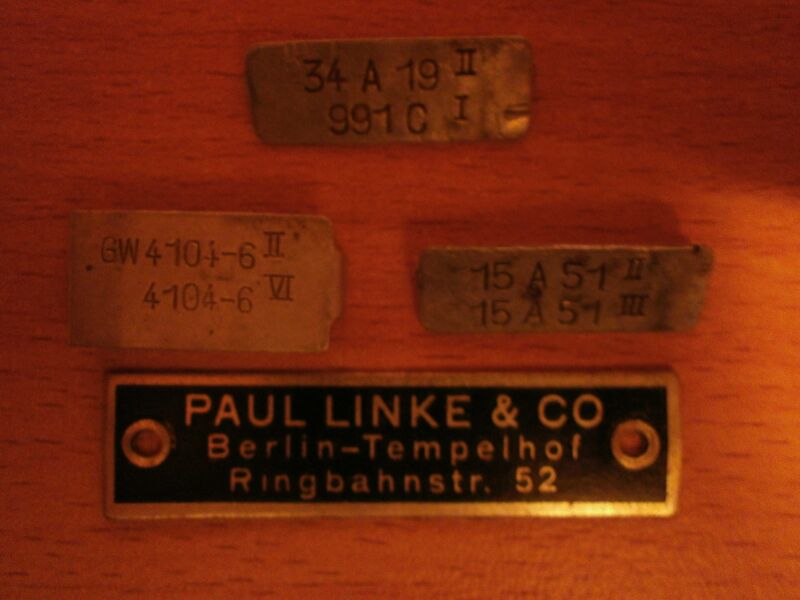 34 A 19 II
991 C I
GW 4104-6 II
4104-6 VI
15 A 51 II
15 A 51 III
PAUL LINKE & CO
Berlin-Tempelhof
Ringbahnstr. 52